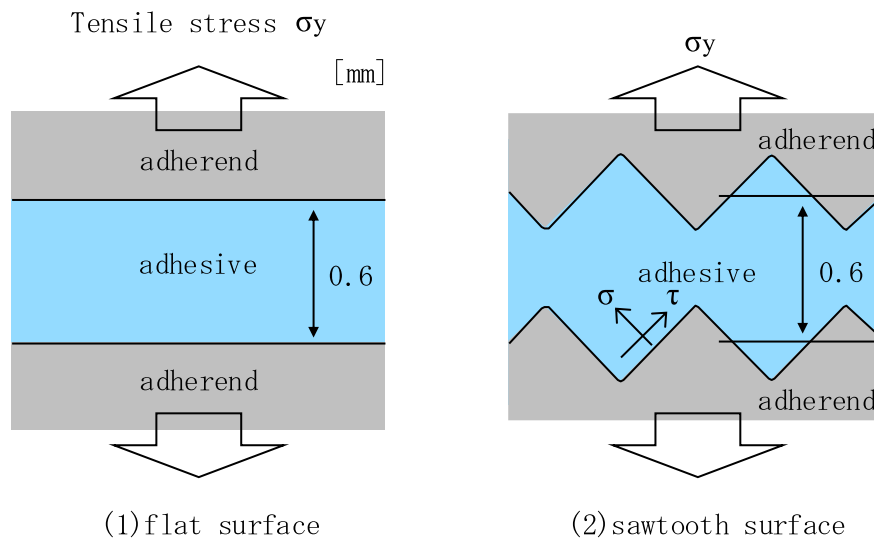 Tensile stress σy
[mm]
adherend
adhesive
0.6
adherend
(1)flat surface
σy
adherend
adhesive
0.6
σ
τ
adherend
(2)sawtooth surface